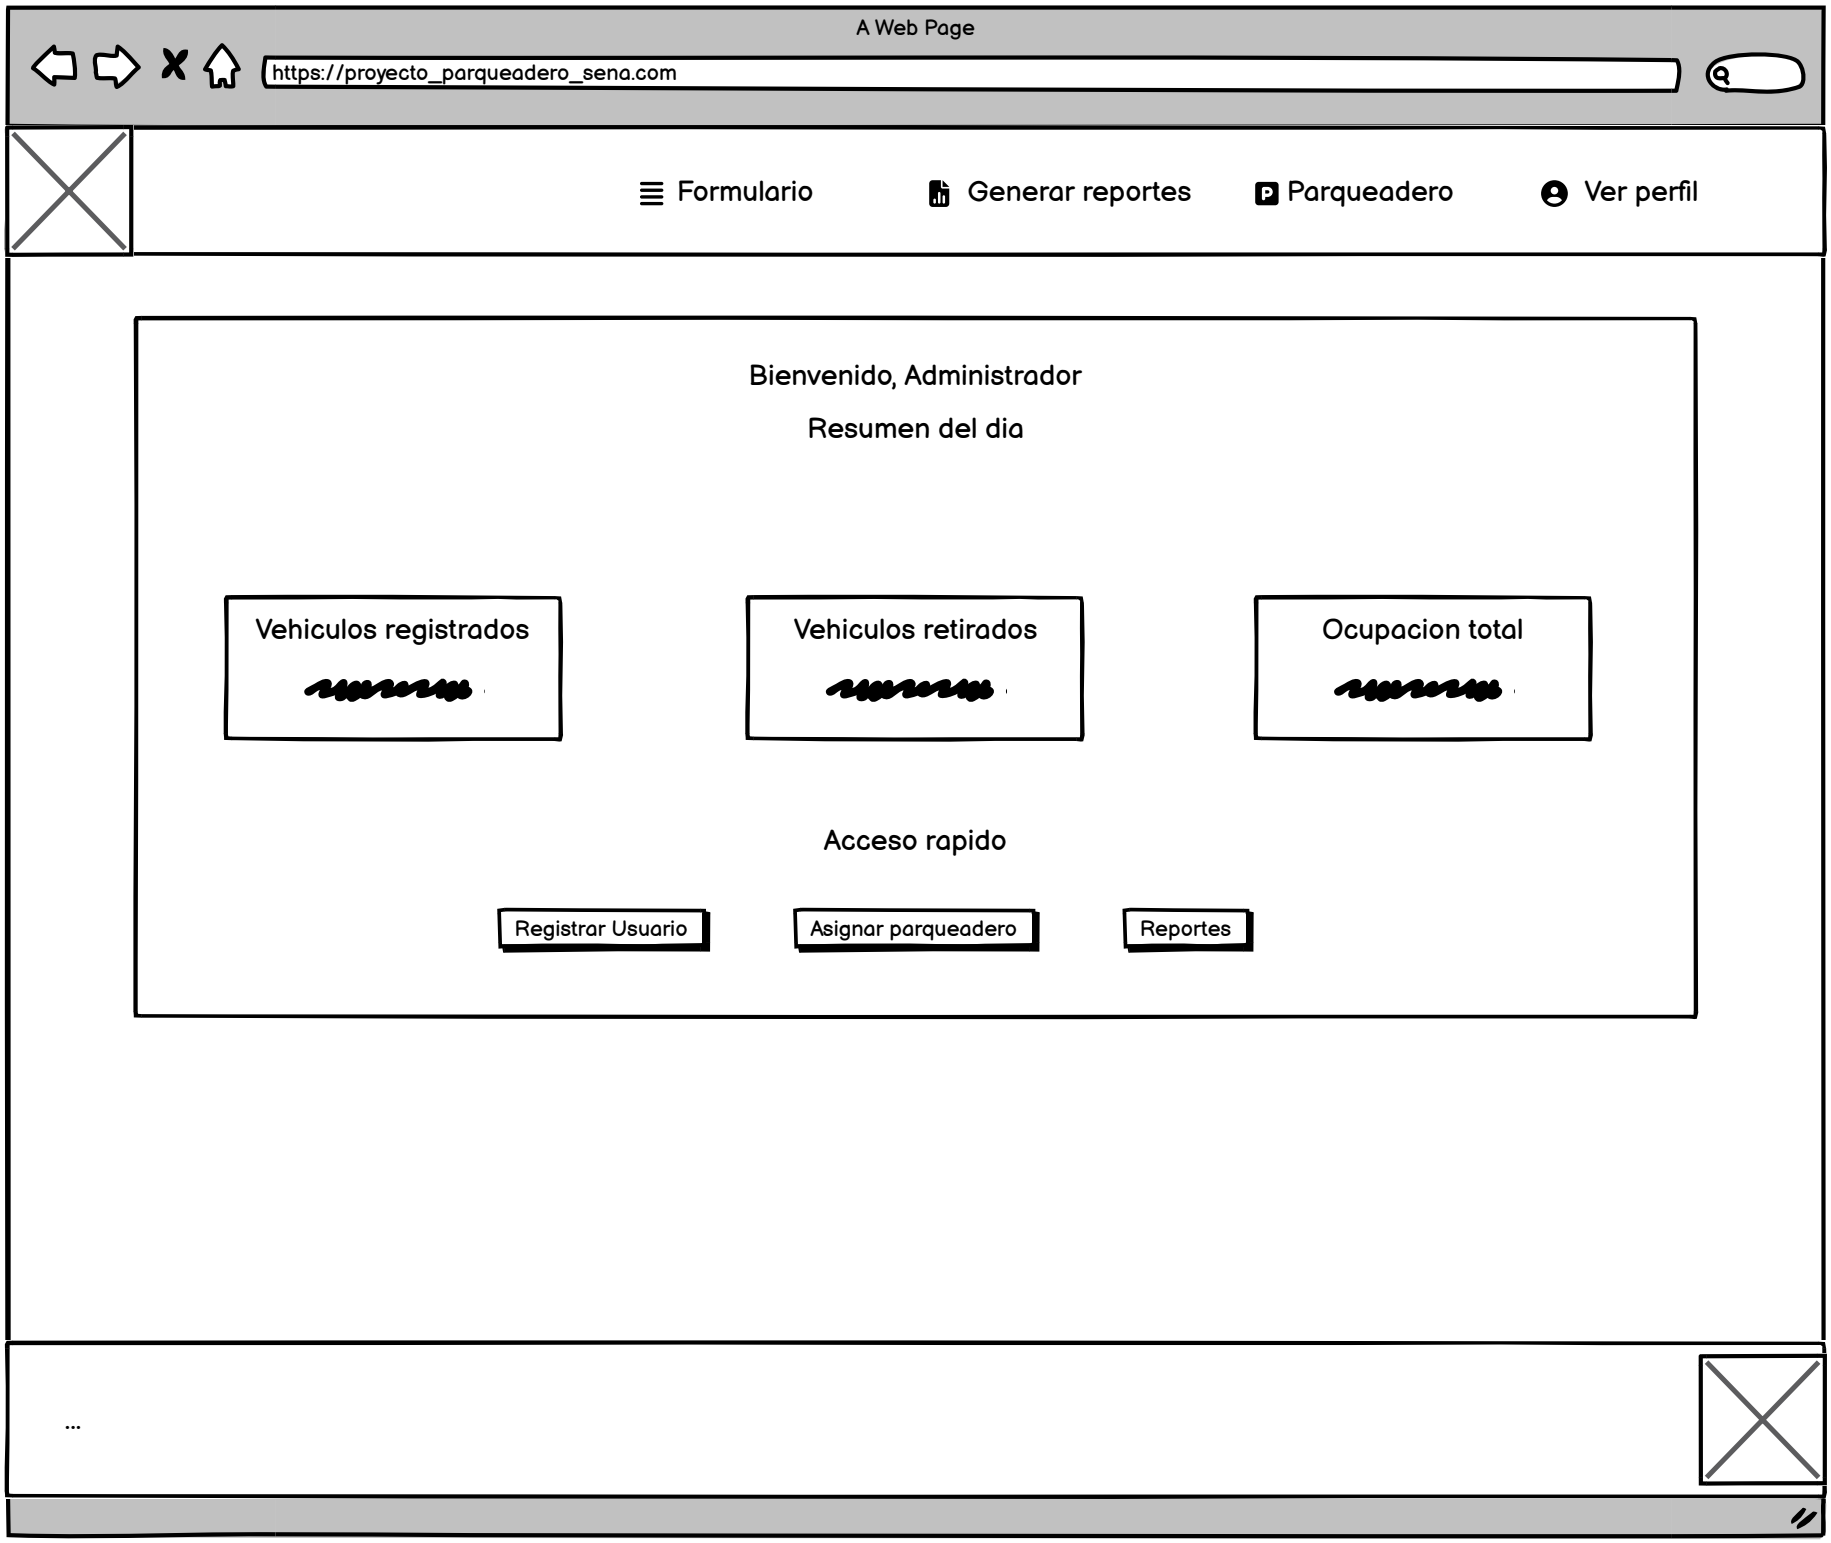 A Web Page
https://proyecto_parqueadero_sena.com
Formulario Generar reportes P Parqueadero Ver perfil
Bienvenido, Administrador
Resumen del dia
Vehiculos registrados Vehiculos retirados Ocupacion total
Acceso rapido
Registrar Usuario Asignar parqueadero Reportes
...